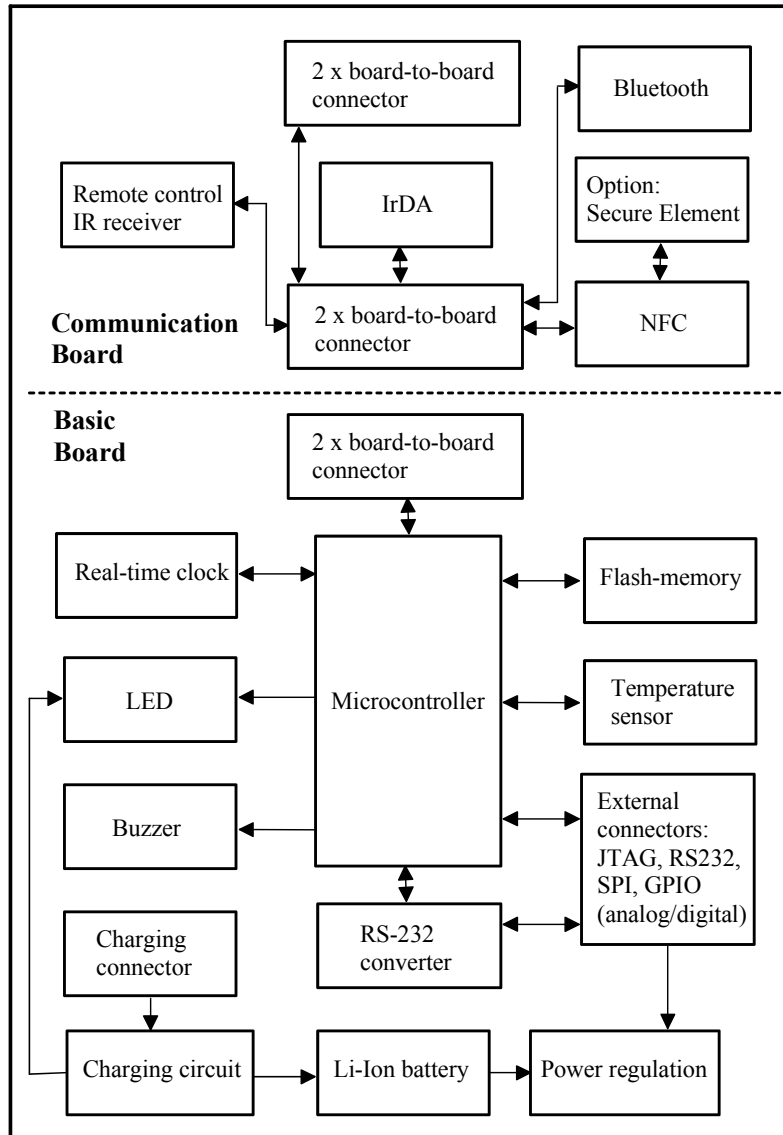 2 x board-to-board
connector
Bluetooth
Remote control
IR receiver
IrDA
Option:
Secure Element
2 x board-to-board
connector
NFC
Communication
Board
Basic
Board
2 x board-to-board
connector
Real-time clock
Flash-memory
LED
Microcontroller
Temperature
sensor
Buzzer
External
connectors:
JTAG, RS232,
SPI, GPIO
(analog/digital)
Charging
connector
RS-232
converter
Charging circuit
Li-Ion battery
Power regulation